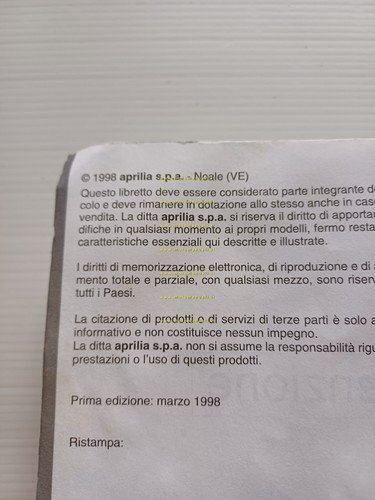 © 1998 aprilia s.p.a. - Noale (VE)
Questo libretto deve essere considerato parte integrante de
colo e deve rimanere in dotazione allo stesso anche in caso
vendita. La ditta aprilia s.p.a. si riserva il diritto di apportar
difiche in qualsiasi momento ai propri modelli, fermo resta
caratteristiche essenziali qui descritte e illustrate.
I diritti di memorizzazione elettronica, di riproduzione e di a
mento totale e parziale, con qualsiasi mezzo, sono riserv
tutti i Paesi.
La citazione di prodotti o di servizi di terze parti è solo a
informativo e non costituisce nessun impegno.
La ditta aprilia s.p.a. non si assume la responsabilità rigu
prestazioni o l'uso di questi prodotti.
Prima edizione: marzo 1998
Ristampa: